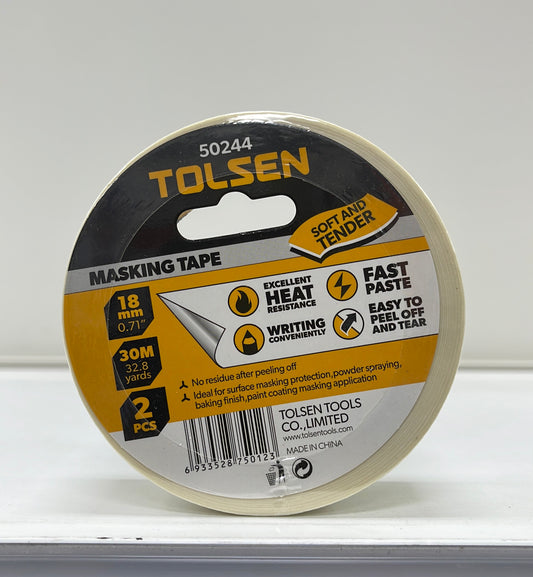 50244
TOLSEN
SOFT AND
TENDER
MASKING TAPE
18
mm
0.71"
30M
32.8
yards
2
PCS
EXCELLENT
HEAT
RESISTANCE
FAST
PASTE
WRITING
CONVENIENTLY
EASY TO
PEEL OFF
AND TEAR
No residue after peeling off
Ideal for surface masking protection,powder spraying,
baking finish,paint coating masking application
6 933528 750123
TOLSEN TOOLS
CO.,LIMITED
www.tolsentools.com
MADE IN CHINA